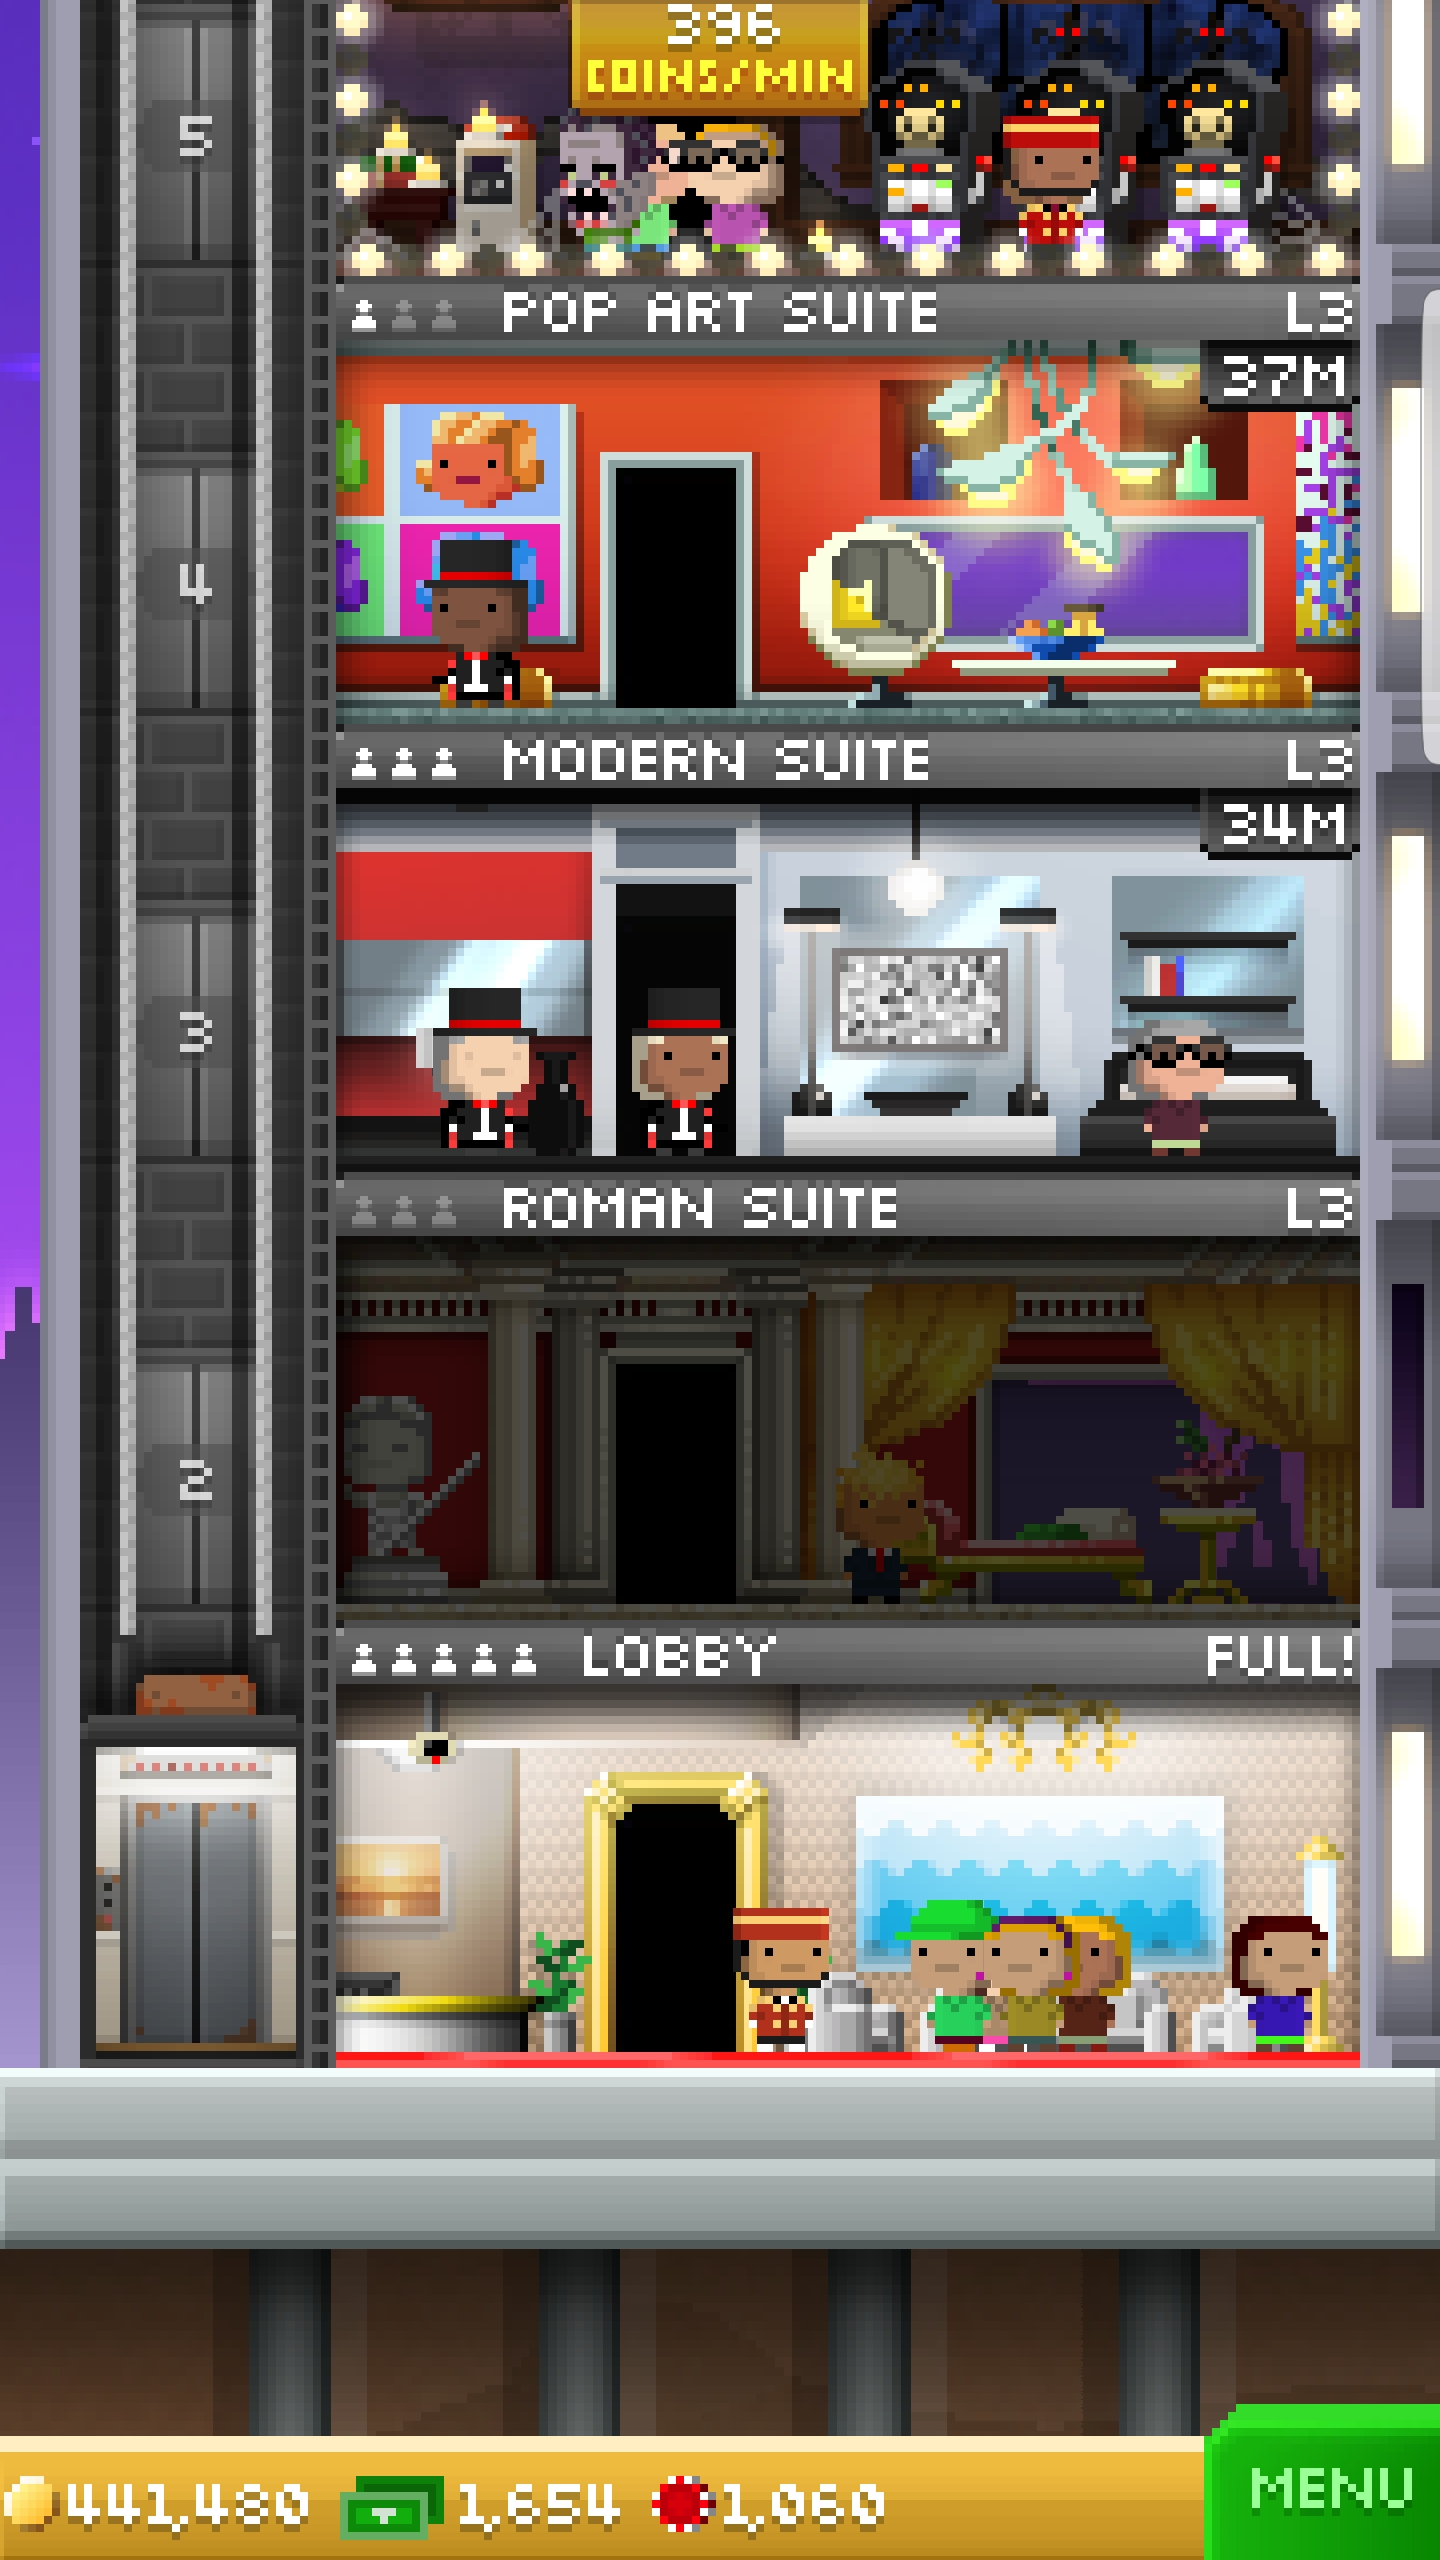 396
COINS/MIN
5
POP ART SUITE L3
37M
4
MODERN SUITE L3
34M
3
ROMAN SUITE L3
2
LOBBY FULL!
441,480 1,654 1,060
MENU